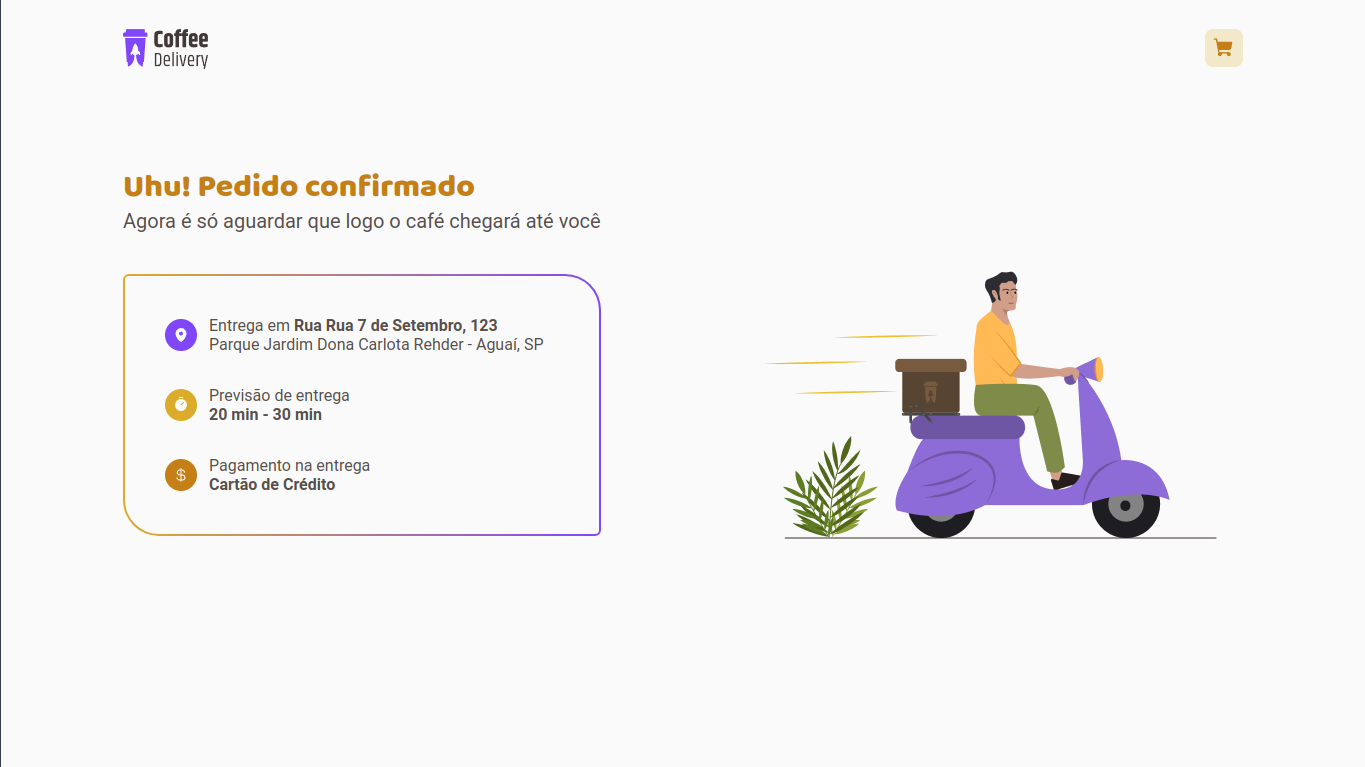 Coffee
Delivery
Uhu! Pedido confirmado
Agora é só aguardar que logo o café chegará até você
Entrega em Rua Rua 7 de Setembro, 123
Parque Jardim Dona Carlota Rehder - Aguaí, SP
Previsão de entrega
20 min - 30 min
$ Pagamento na entrega
Cartão de Crédito